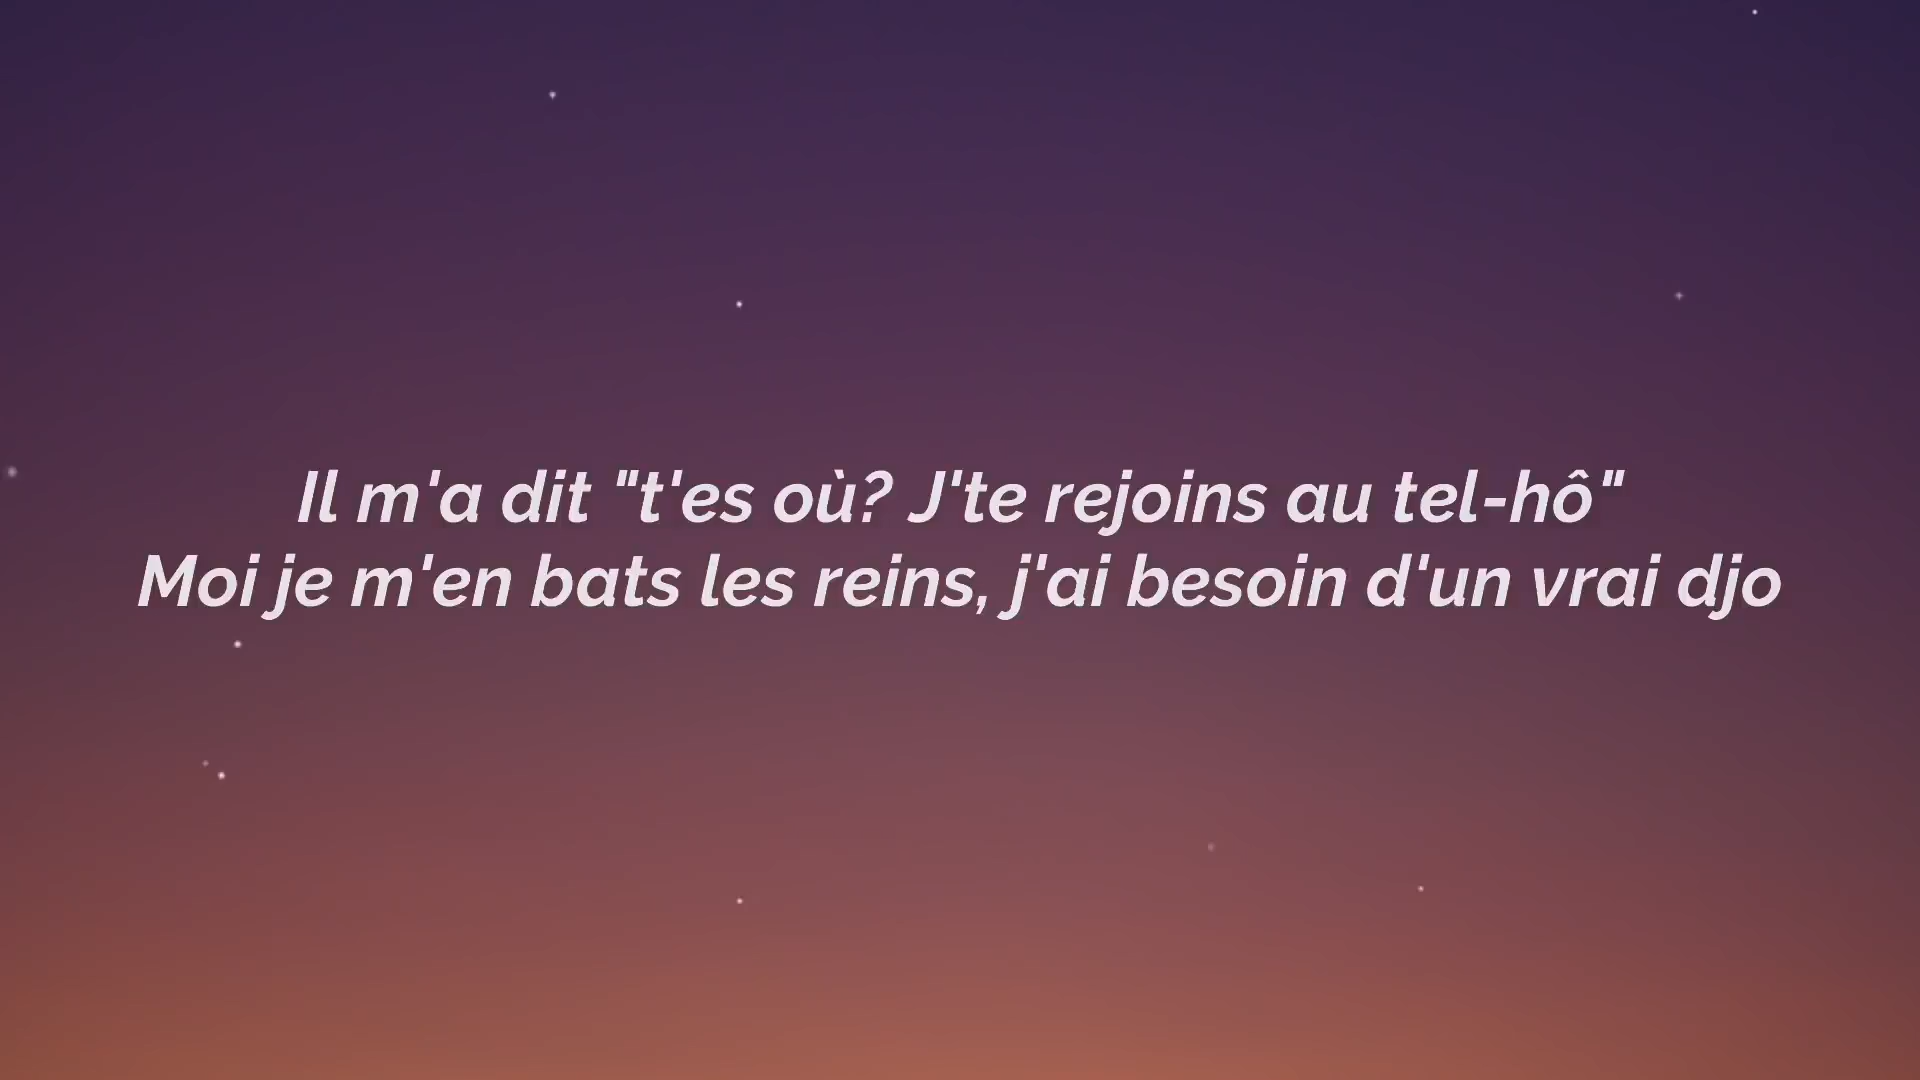 Il m'a dit "t'es où? J'te rejoins au tel-hô"
Moi je m'en bats les reins, j'ai besoin d'un vrai djo